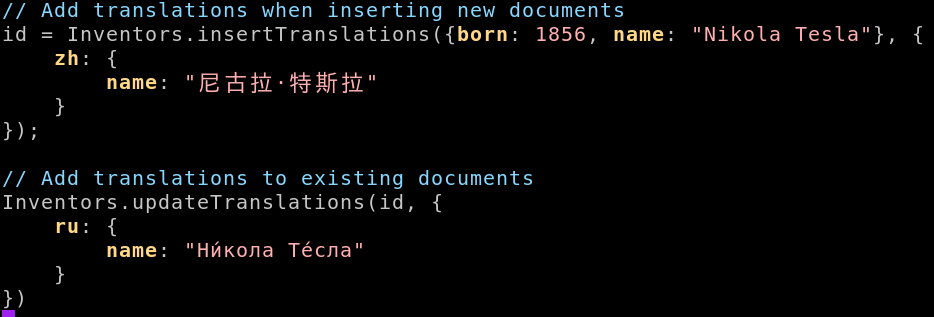 // Add translations when inserting new documents
id = Inventors.insertTranslations({born: 1856, name: "Nikola Tesla"}, {
    zh: {
        name: "尼古拉·特斯拉"
    }
});

// Add translations to existing documents
Inventors.updateTranslations(id, {
    ru: {
        name: "Ни́кола Те́сла"
    }
})